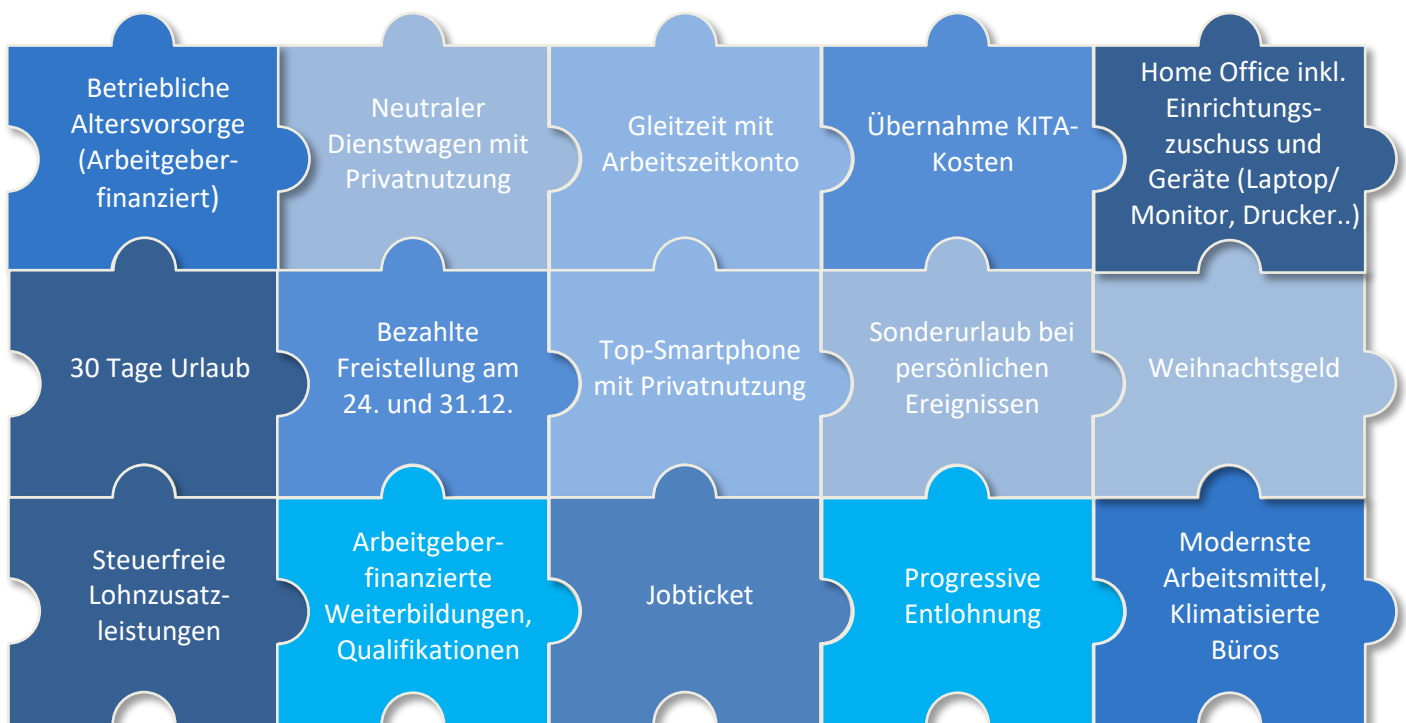 Betriebliche
Altersvorsorge
(Arbeitgeber-
finanziert)
Neutraler
Dienstwagen mit
Privatnutzung
Gleitzeit mit
Arbeitszeitkonto
Übernahme KITA-
Kosten
Home Office inkl.
Einrichtungs-
zuschuss und
Geräte (Laptop/
Monitor, Drucker..)
30 Tage Urlaub
Bezahlte
Freistellung am
24. und 31.12.
Top-Smartphone
mit Privatnutzung
Sonderurlaub bei
persönlichen
Ereignissen
Weihnachtsgeld
Steuerfreie
Lohnzusatz-
leistungen
Arbeitgeber-
finanzierte
Weiterbildungen,
Qualifikationen
Jobticket
Progressive
Entlohnung
Modernste
Arbeitsmittel,
Klimatisierte
Büros